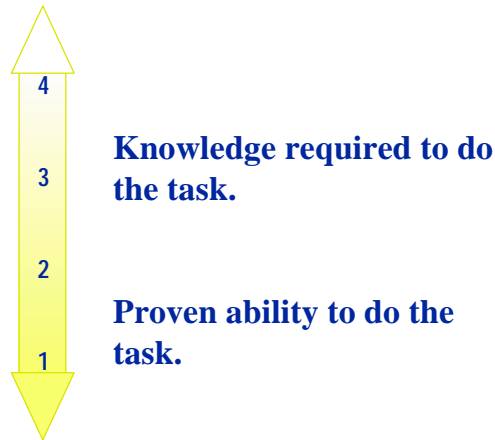 4
Knowledge required to do
3
the task.
2
Proven ability to do the
1
task.